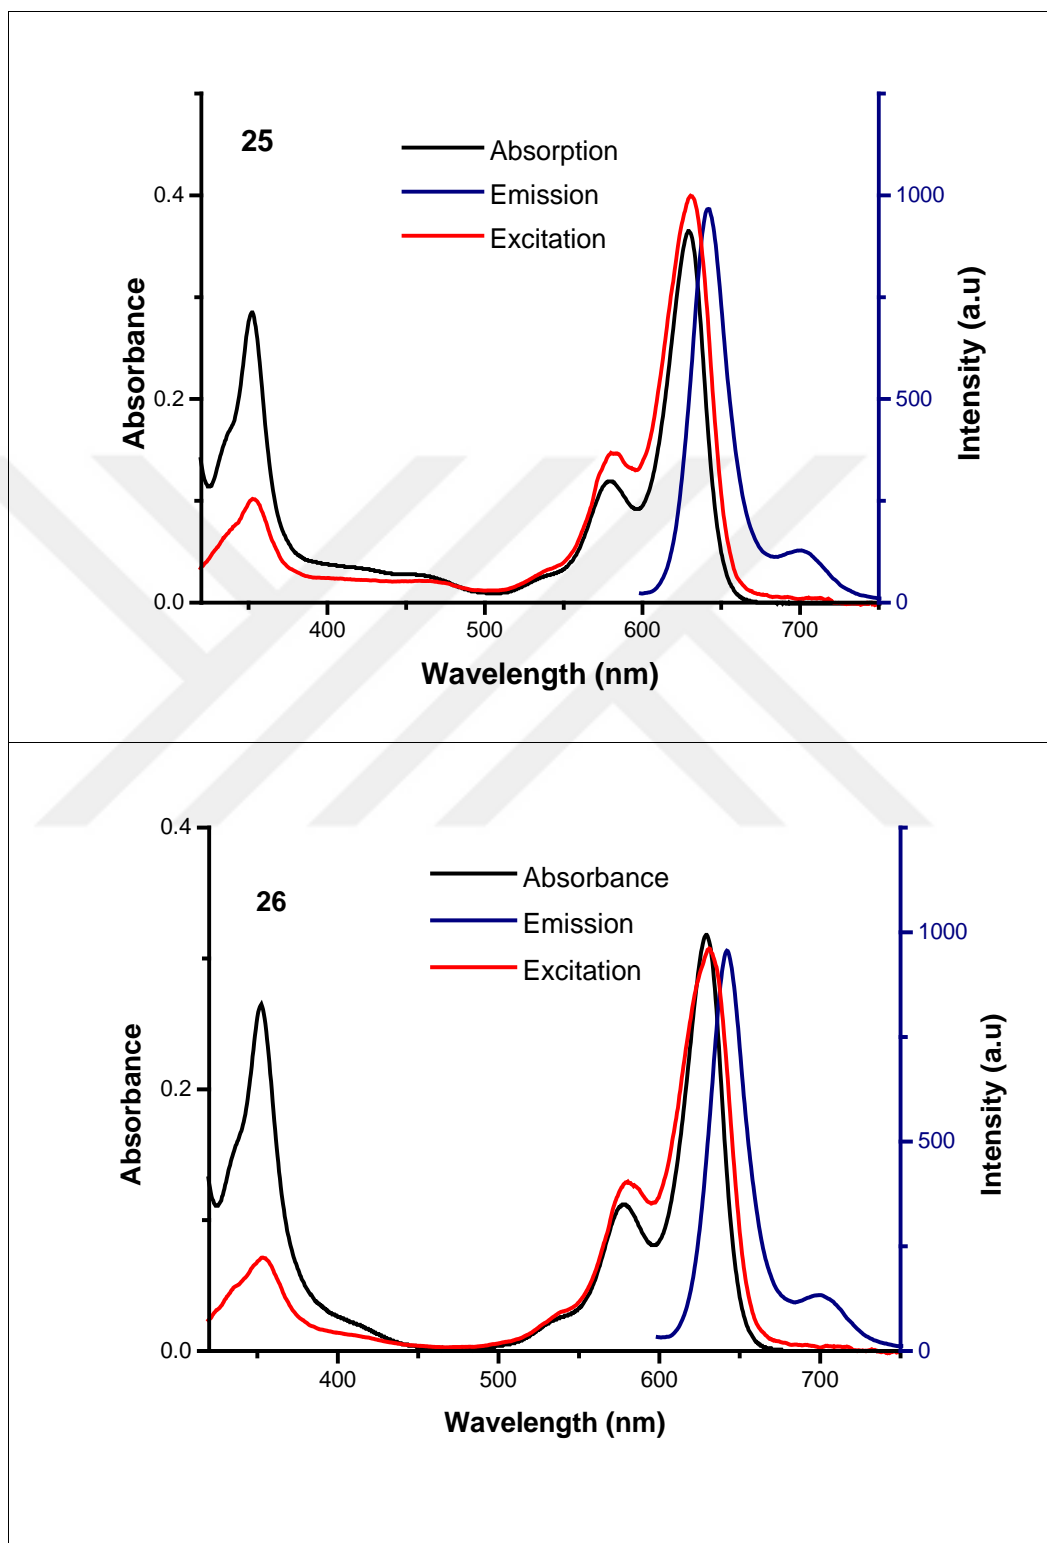 25
Absorption
Emission
Excitation
0.4
0.2
0.0
Absorbance
1000
500
0
Intensity (a.u)
400 500 600 700
Wavelength (nm)
0.4
0.2
0.0
Absorbance
26
Absorbance
Emission
Excitation
1000
500
0
Intensity (a.u)
400 500 600 700
Wavelength (nm)